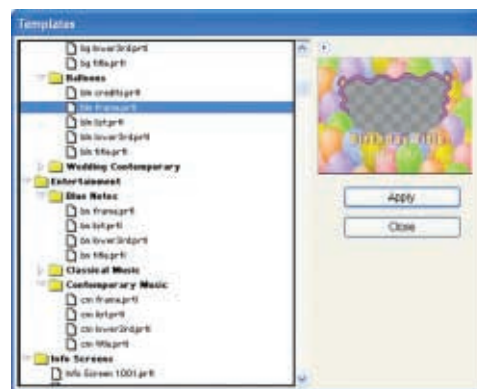 Templates
bg lower3rd.prtl
bg title.prtl
Balloons
bln credits.prtl
bln frame.prtl
bln list.prtl
bln lower3rd.prtl
bln title.prtl
Wedding Contemporary
Entertainment
Blue Notes
bn frame.prtl
bn list.prtl
bn lower3rd.prtl
bn title.prtl
Classical Music
Contemporary Music
cm frame.prtl
cm list.prtl
cm lower3rd.prtl
cm title.prtl
Info Screens
Info Screen 1001.prtl
Apply
Close